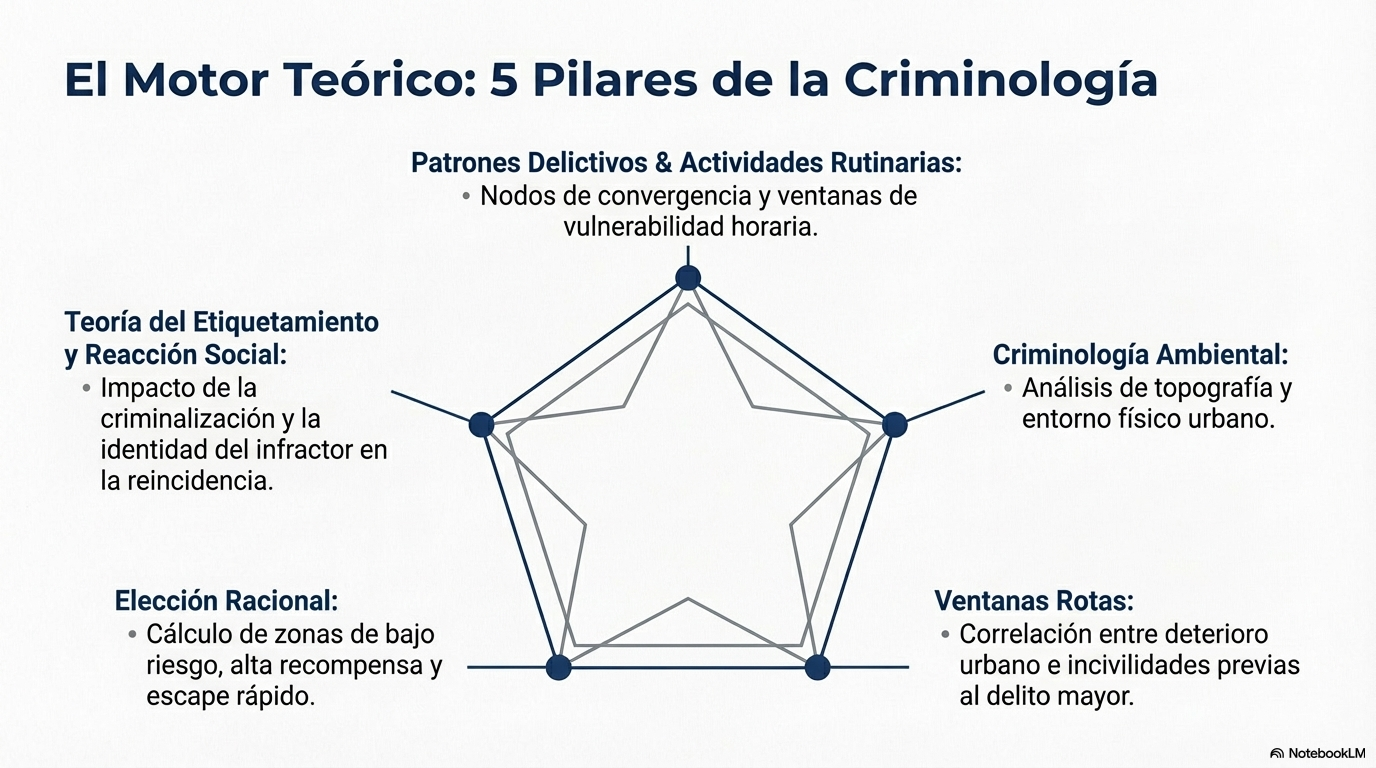 El Motor Teórico: 5 Pilares de la Criminología
Patrones Delictivos & Actividades Rutinarias:
• Nodos de convergencia y ventanas de
vulnerabilidad horaria.
Teoría del Etiquetamiento
y Reacción Social:
• Impacto de la
criminalización y la
identidad del infractor en
la reincidencia.
Criminología Ambiental:
• Análisis de topografía y
entorno físico urbano.
Elección Racional:
• Cálculo de zonas de bajo
riesgo, alta recompensa y
escape rápido.
Ventanas Rotas:
• Correlación entre deterioro
urbano e incivilidades previas
al delito mayor.
NotebookLM